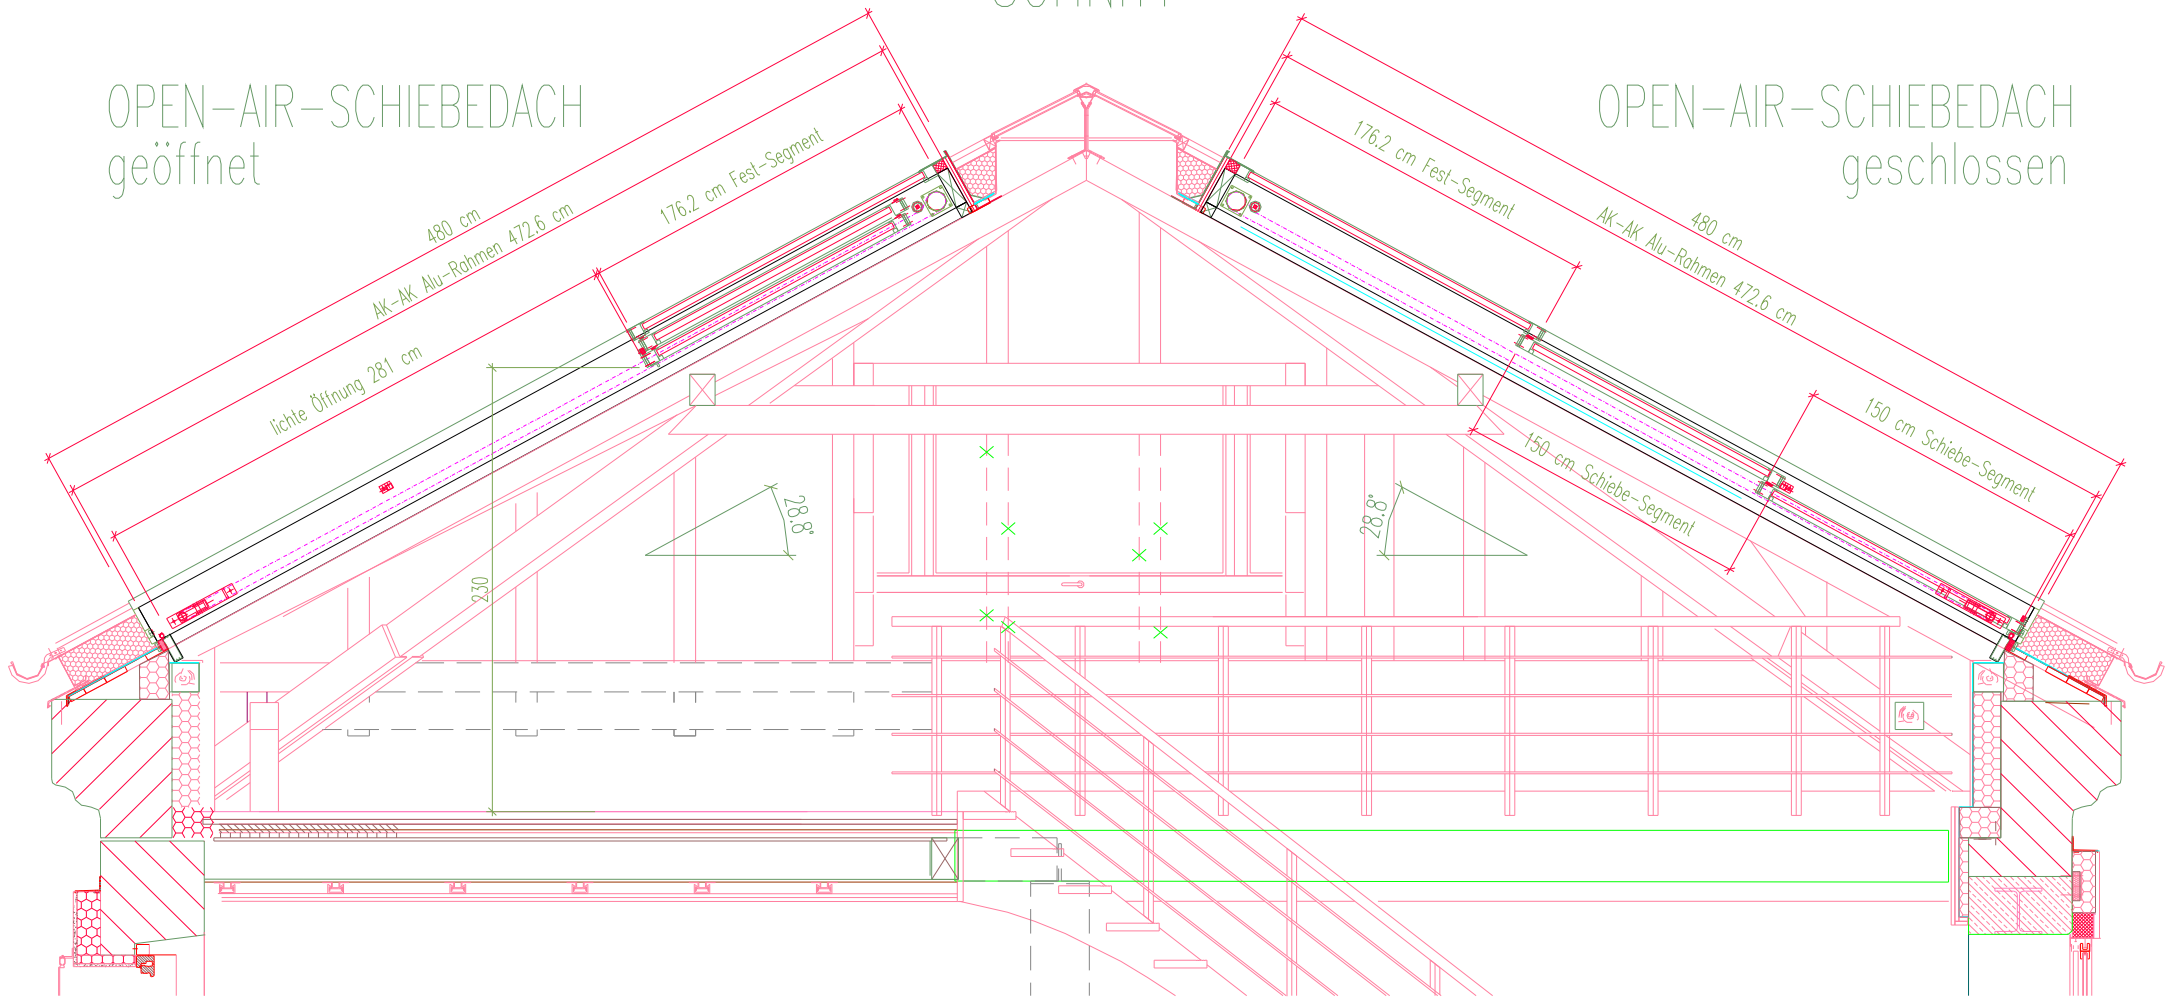 SCHNITT
OPEN-AIR-SCHIEBEDACH
geöffnet
OPEN-AIR-SCHIEBEDACH
geschlossen
480 cm
AK-AK Alu-Rahmen 472.6 cm
176.2 cm Fest-Segment
lichte Öffnung 281 cm
176.2 cm Fest-Segment
480 cm
AK-AK Alu-Rahmen 472.6 cm
150 cm Schiebe-Segment
150 cm Schiebe-Segment
28.8°
28.8°
230